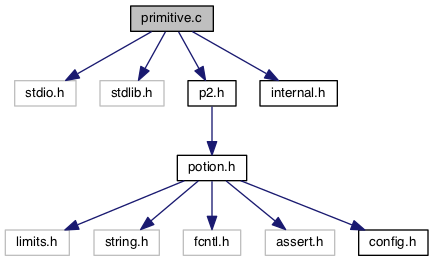 primitive.c
stdio.h
stdlib.h
p2.h
internal.h
potion.h
limits.h
string.h
fcntl.h
assert.h
config.h